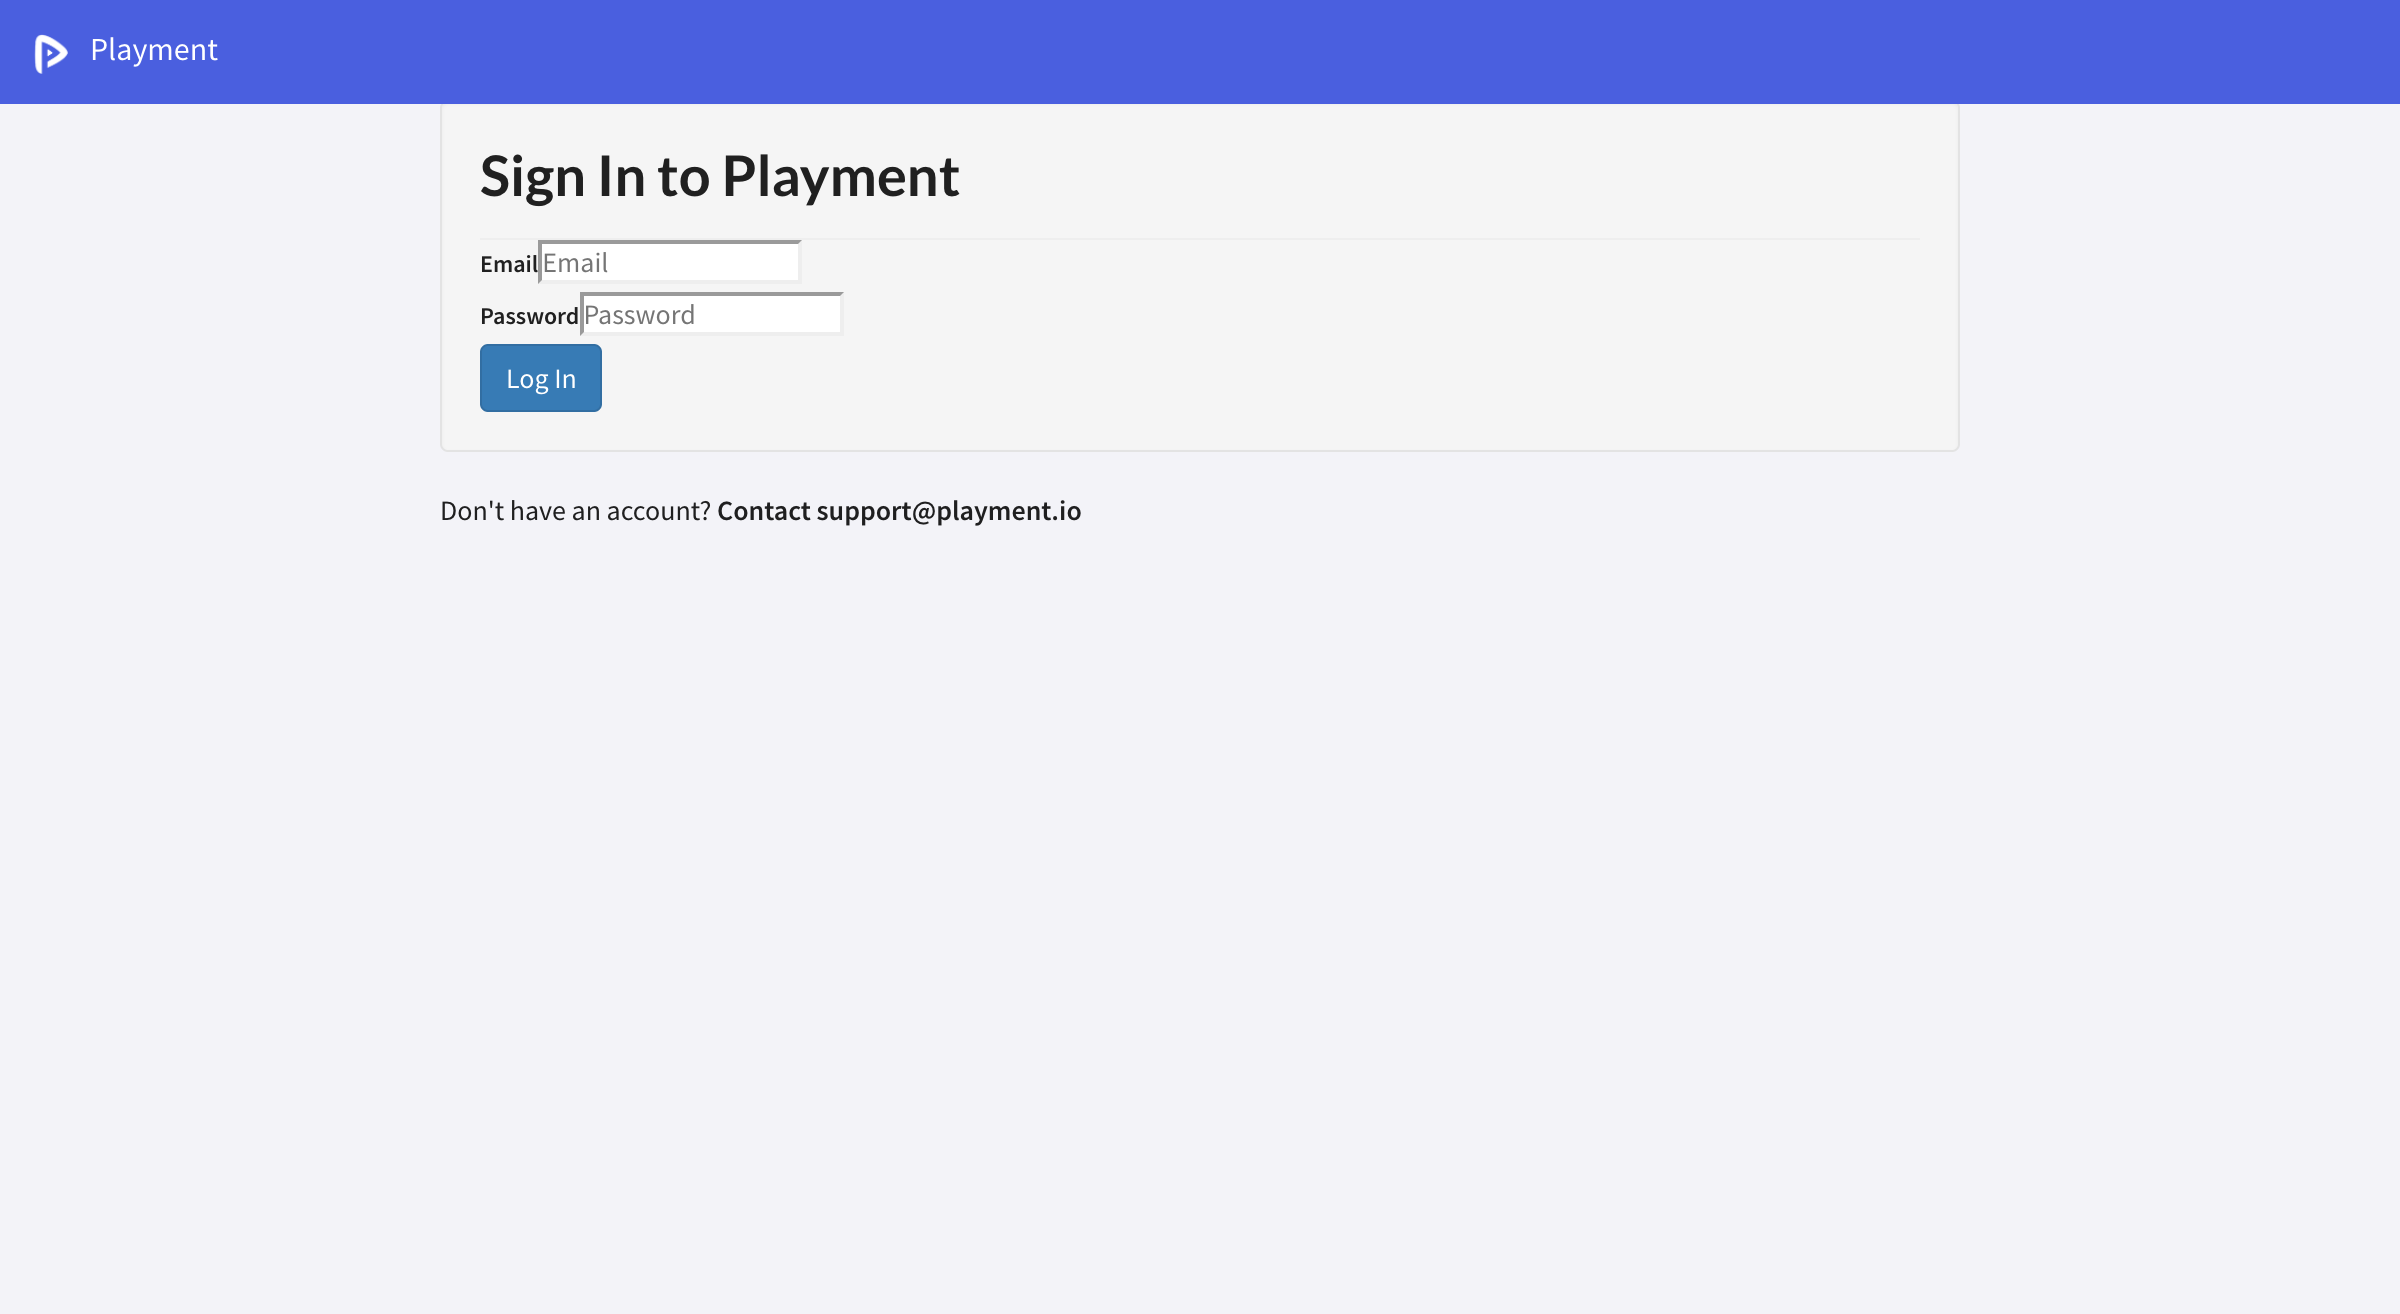 Playment
Sign In to Playment
Email Email
Password Password
Log In
Don't have an account? Contact support@playment.io